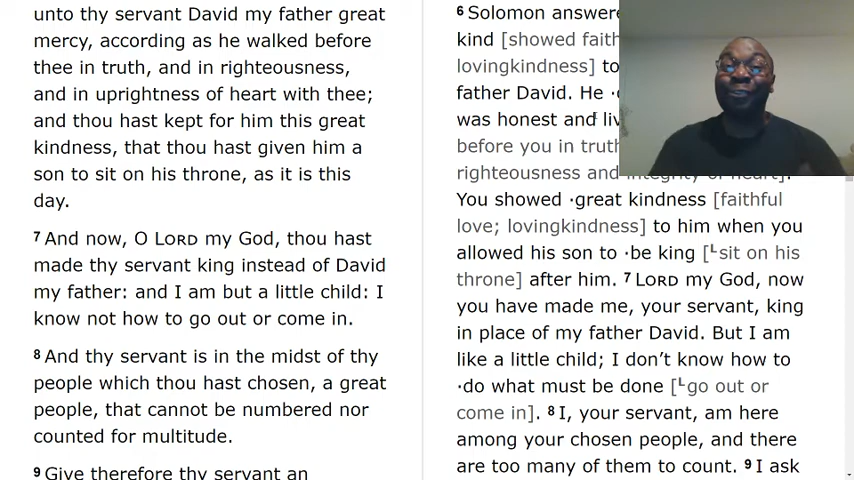 unto thy servant David my father great
mercy, according as he walked before
thee in truth, and in righteousness,
and in uprightness of heart with thee;
and thou hast kept for him this great
kindness, that thou hast given him a
son to sit on his throne, as it is this
day.
7 And now, O LORD my God, thou hast
made thy servant king instead of David
my father: and I am but a little child: I
know not how to go out or come in.
8 And thy servant is in the midst of thy
people which thou hast chosen, a great
people, that cannot be numbered nor
counted for multitude.
9 Give therefore thy servant an
6 Solomon
kind [showed
lovingkindness] to
father David. He
was honest and
before you in truth
righteousness and integrity of heart].
You showed ·great kindness [faithful
love; lovingkindness] to him when you
allowed his son to ·be king [Lsit on his
throne] after him. 7 LORD my God, now
you have made me, your servant, king
in place of my father David. But I am
like a little child; I don’t know how to
·do what must be done [Lgo out or
come in]. 8 I, your servant, am here
among your chosen people, and there
are too many of them to count. 9 I ask